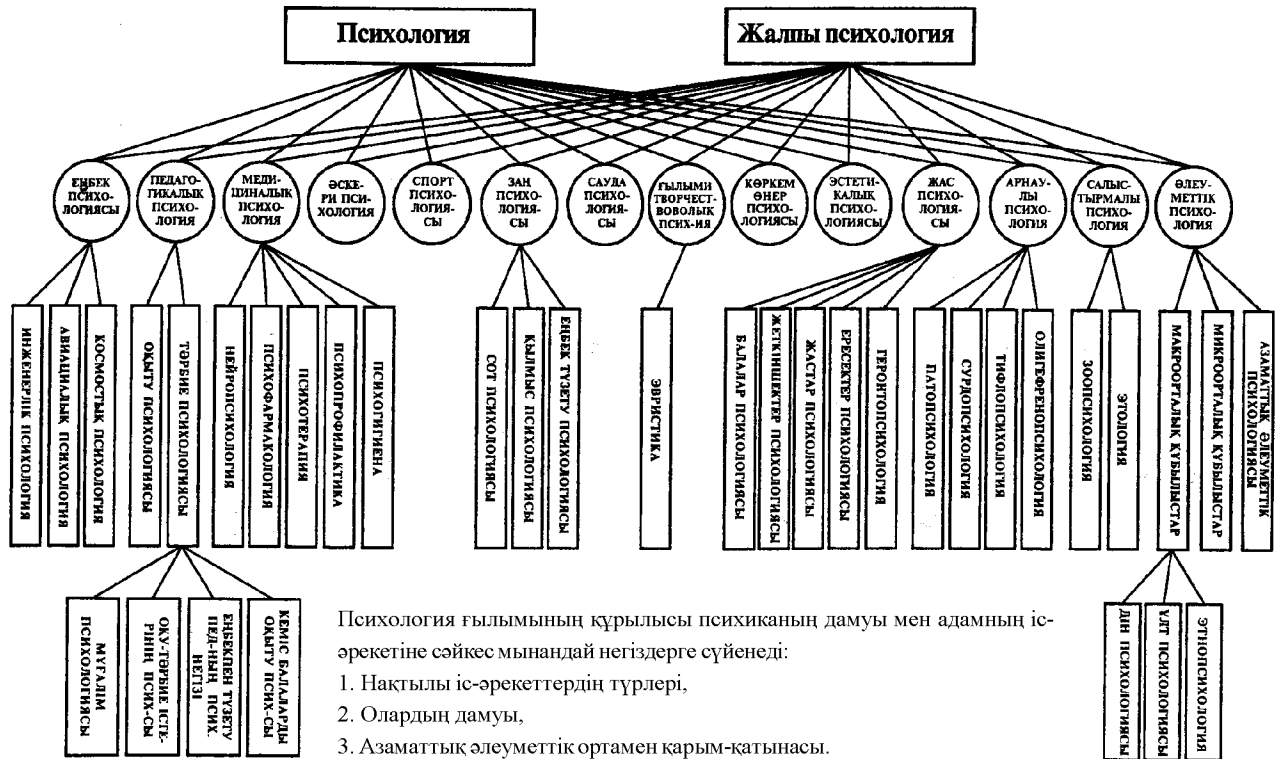 Психология
Жалпы психология
ЕҢБЕК
ПСИХО-
ЛОГИЯСЫ
ПЕДАГО-
ГИКАЛЫК
ПСИХО-
ЛОГИЯ
МЕДИ-
ЦИНАЛЫК
ПСИХО-
ЛОГИЯ
ӘСКЕ-
РИ ПСИ-
ХОЛОГИЯ
СПОРТ
ПСИХО-
ЛОГИЯ-
СЫ
ЗАҢ
ПСИХО-
ЛОГИЯ-
СЫ
САУДА
ПСИХО-
ЛОГИЯ-
СЫ
ҒЫЛЫМИ
ТВОРЧЕСТ-
ВОВОЛЫҚ
ПСИХ-ИЯ
КӨРКЕМ
ӨНЕР
ПСИХО-
ЛОГИЯСЫ
ЭСТЕТИ-
КАЛЫК
ПСИХО-
ЛОГИЯСЫ
ЖАС
ПСИХО-
ЛОГИЯ-
СЫ
АРНАУ-
ЛЫ
ПСИХО-
ЛОГИЯ
САЛЫС-
ТЫРМАЛЫ
ПСИХО-
ЛОГИЯ
ӘЛЕУ-
МЕТТІК
ПСИХО-
ЛОГИЯ
ИНЖЕНЕРЛІК ПСИХОЛОГИЯ
АВИАЦИАЛЫК ПСИХОЛОГИЯ
КОСМОСТЫҚ ПСИХОЛОГИЯ
ОҚЫТУ ПСИХОЛОГИЯСЫ
ТӘРБИЕ ПСИХОЛОГИЯСЫ
НЕЙРОПСИХОЛОГИЯ
ПСИХОФАРМАКОЛОГИЯ
ПСИХОТЕРАПИЯ
ПСИХОПРОФИЛАКТИКА
ПСИХОГИГИЕНА
СОТ ПСИХОЛОГИЯСЫ
ҚЫЛМЫС ПСИХОЛОГИЯСЫ
ЕҢБЕК ТҮЗЕТУ ПСИХОЛОГИЯСЫ
ЭВРИСТИКА
БАЛАЛАР ПСИХОЛОГИЯСЫ
ЖЕТКІНШЕКТЕР ПСИХОЛОГИЯСЫ
ЖАСТАР ПСИХОЛОГИЯСЫ
ЕРЕСЕКТЕР ПСИХОЛОГИЯСЫ
ГЕРОНТОПСИХОЛОГИЯ
ПАТОПСИХОЛОГИЯ
СУРДОПСИХОЛОГИЯ
ТИФЛОПСИХОЛОГИЯ
ОЛИГЕФРЕНОПСИХОЛОГИЯ
ЗООПСИХОЛОГИЯ
ЭТОЛОГИЯ
МАКРООРТАЛЫҚ ҚҰБЫЛЫСТАР
МИКРООРТАЛЫҚ ҚҰБЫЛЫСТАР
АЗАМАТТЫҚ ӘЛЕУМЕТТІК
ПСИХОЛОГИЯСЫ
МҰҒАЛІМ
ПСИХОЛОГИЯСЫ
ОКУ-ТӘРБИЕ ІСТЕ-
РІНІҢ ПСИХ-СЫ
ЕҢБЕКПЕН ТҮЗЕТУ
ПЕД-НЫҢ ПСИХ.
НЕГІЗІ
КЕМІС БАЛАЛАРДЫ
ОҚЫТУ ПСИХ-СЫ
ДІН ПСИХОЛОГИЯСЫ
ҰЛТ ПСИХОЛОГИЯСЫ
ЭТНОПСИХОЛОГИЯ
Психология ғылымының құрылысы психиканың дамуы мен адамның іс-
әрекетіне сәйкес мынандай негіздерге сүйенеді:
1. Нақтылы іс-әрекеттердің түрлері,
2. Олардың дамуы,
3. Азаматтық әлеуметтік ортамен қарым-қатынасы.